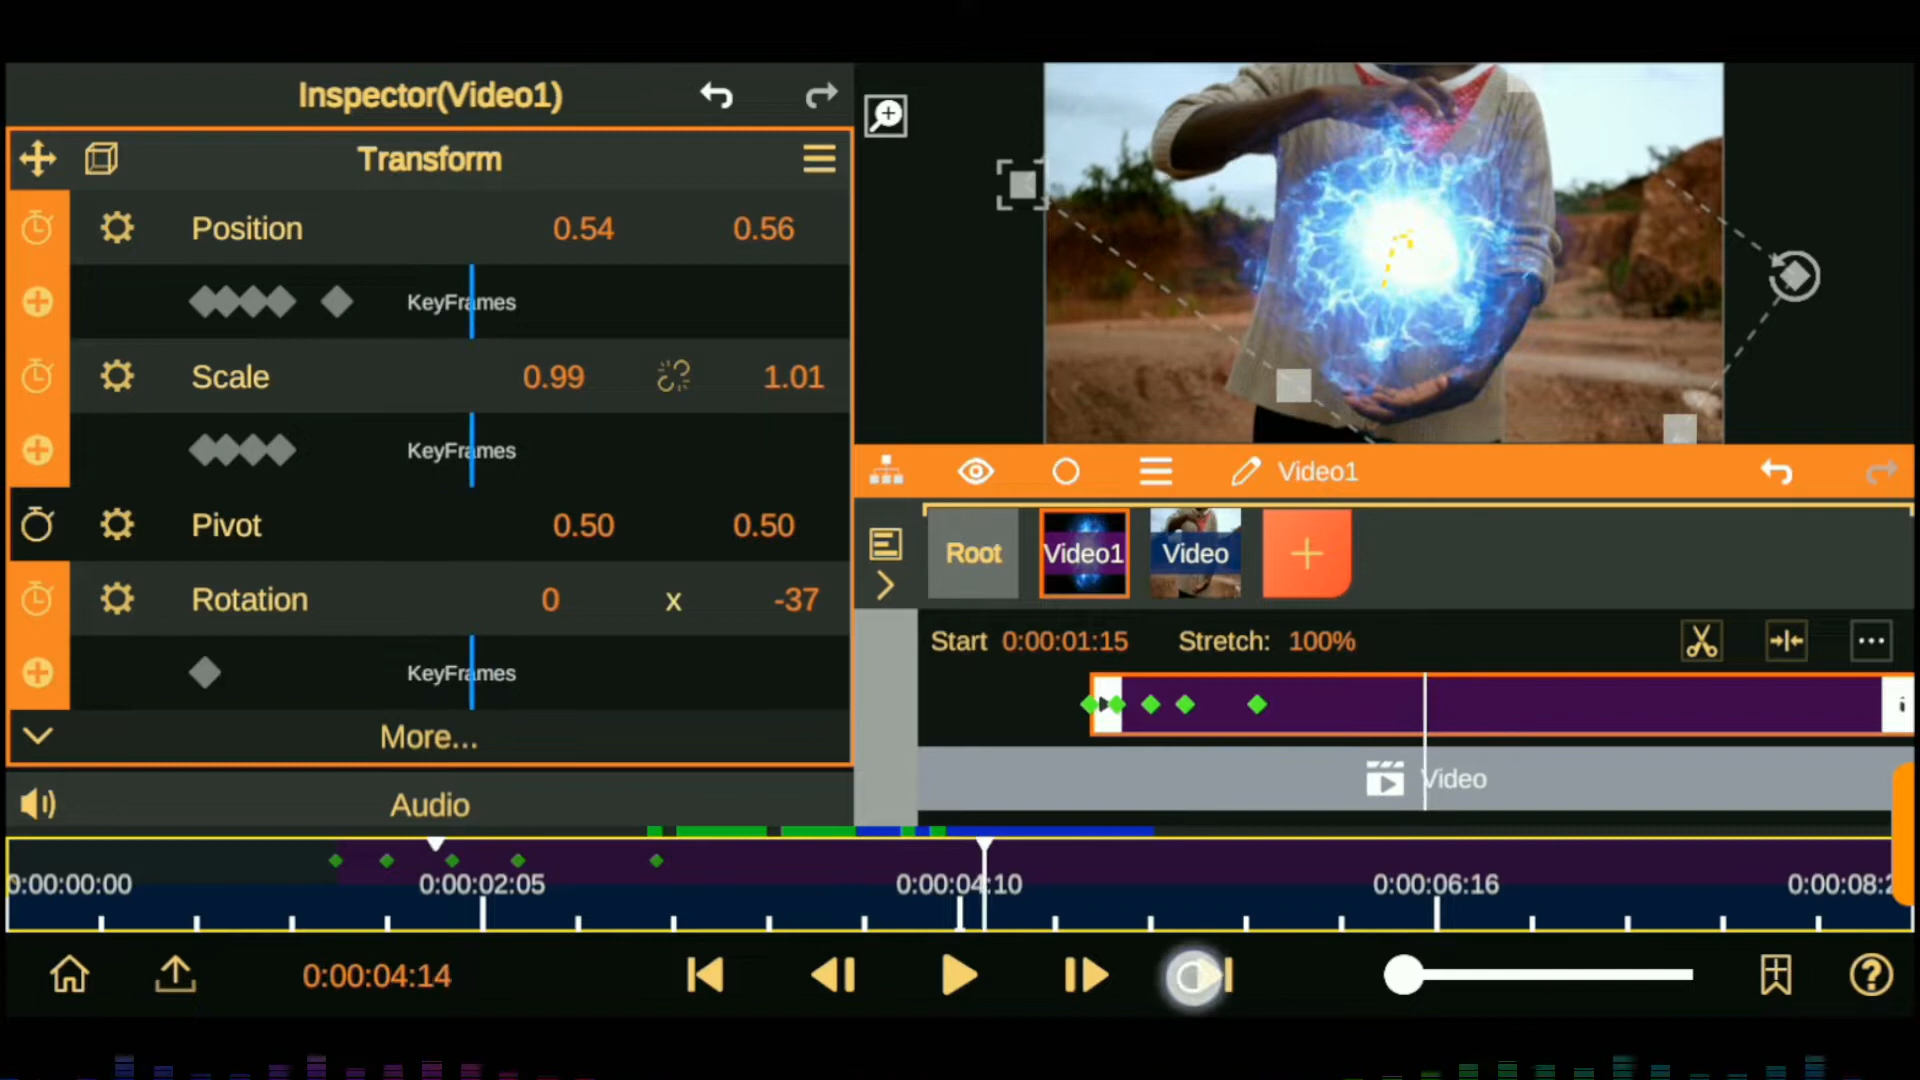 Inspector(Video1)
Transform
Position 0.54 0.56
KeyFrames
Scale 0.99 1.01
KeyFrames
Pivot 0.50 0.50
Rotation 0 x -37
KeyFrames
More...
Audio
Video1
Root Video1 Video +
Start 0:00:01:15 Stretch: 100%
Video
0:00:00:00 0:00:02:05 0:00:04:10 0:00:06:16 0:00:08:2
0:00:04:14